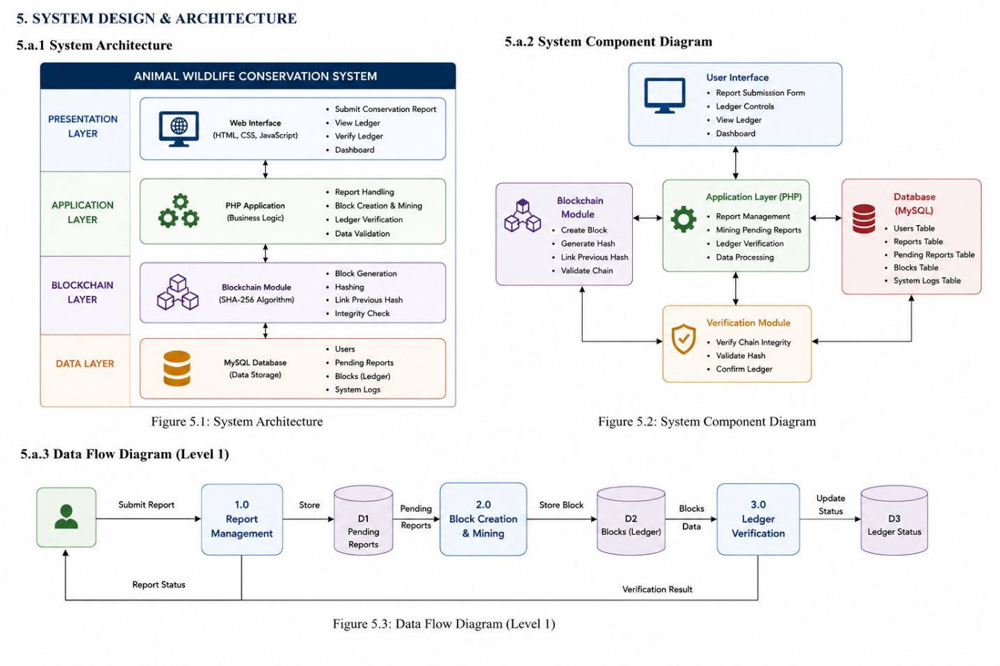 5. SYSTEM DESIGN & ARCHITECTURE
5.a.1 System Architecture
ANIMAL WILDLIFE CONSERVATION SYSTEM
PRESENTATION
LAYER
Web Interface
(HTML, CSS, JavaScript)
• Submit Conservation Report
• View Ledger
• Verify Ledger
• Dashboard
APPLICATION
LAYER
PHP Application
(Business Logic)
• Report Handling
• Block Creation & Mining
• Ledger Verification
• Data Validation
BLOCKCHAIN
LAYER
Blockchain Module
(SHA-256 Algorithm)
• Block Generation
• Hashing
• Link Previous Hash
• Integrity Check
DATA LAYER
MySQL Database
(Data Storage)
• Users
• Pending Reports
• Blocks (Ledger)
• System Logs
Figure 5.1: System Architecture
5.a.2 System Component Diagram
User Interface
• Report Submission Form
• Ledger Controls
• View Ledger
• Dashboard
Blockchain
Module
• Create Block
• Generate Hash
• Link Previous Hash
• Validate Chain
Application Layer (PHP)
• Report Management
• Mining Pending Reports
• Ledger Verification
• Data Processing
Database
(MySQL)
• Users Table
• Reports Table
• Pending Reports Table
• Blocks Table
• System Logs Table
Verification Module
• Verify Chain Integrity
• Validate Hash
• Confirm Ledger
Figure 5.2: System Component Diagram
5.a.3 Data Flow Diagram (Level 1)
Submit Report
1.0
Report
Management
Store
D1
Pending
Reports
Pending
Reports
2.0
Block Creation
& Mining
Store Block
D2
Blocks (Ledger)
Blocks
Data
3.0
Ledger
Verification
Update
Status
D3
Ledger Status
Report Status
Verification Result
Figure 5.3: Data Flow Diagram (Level 1)